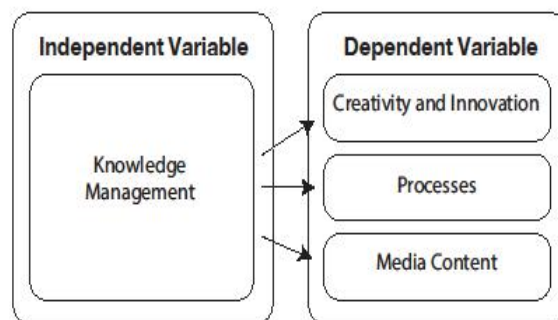 Independent Variable
Knowledge
Management
Dependent Variable
Creativity and Innovation
Processes
Media Content